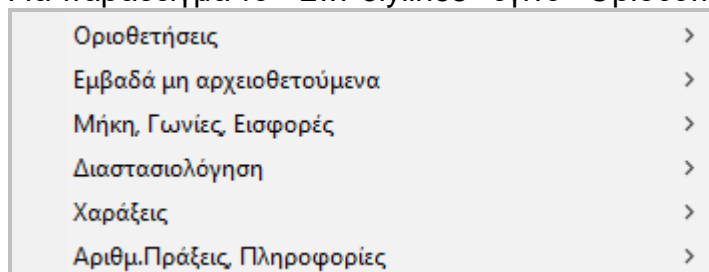 Οριοθετήσεις
Εμβαδά μη αρχειοθετούμενα
Μήκη, Γωνίες, Εισφορές
Διαστασιολόγηση
Χαράξεις
Αριθμ.Πράξεις, Πληροφορίες